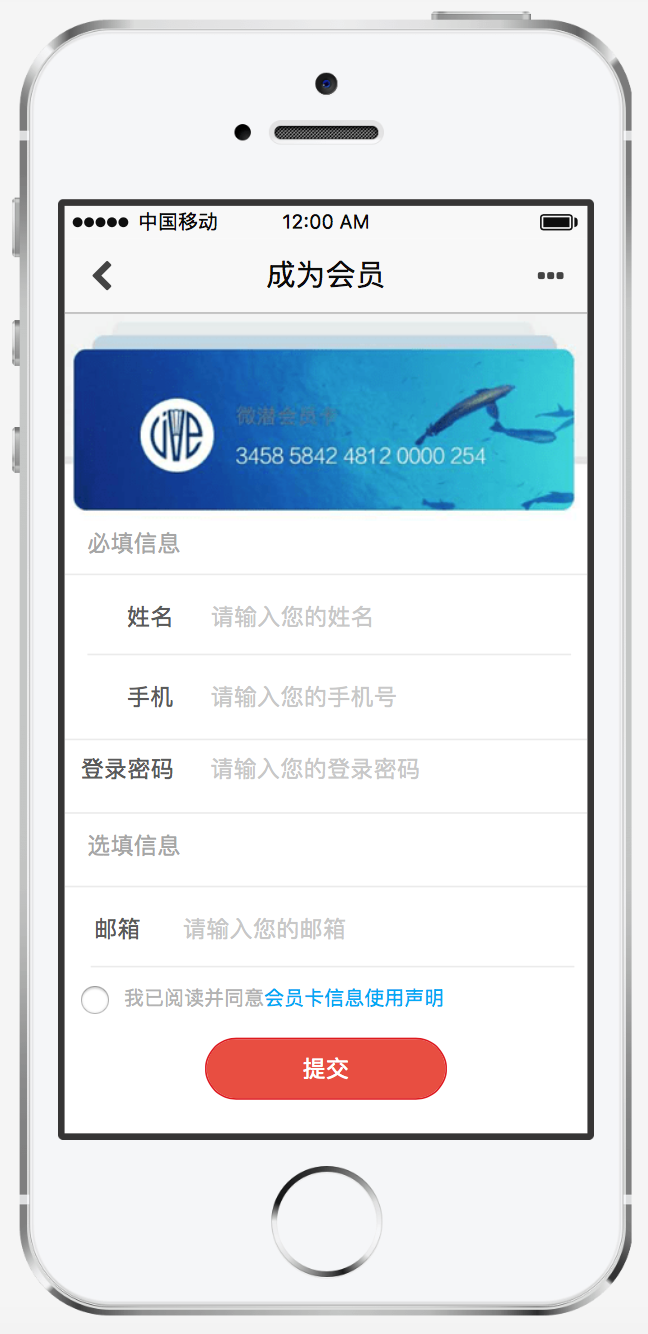 中国移动 12:00 AM
成为会员
微潜会员卡
3458 5842 4812 0000 254
必填信息
姓名 请输入您的姓名
手机 请输入您的手机号
登录密码 请输入您的登录密码
选填信息
邮箱 请输入您的邮箱
我已阅读并同意会员卡信息使用声明
提交